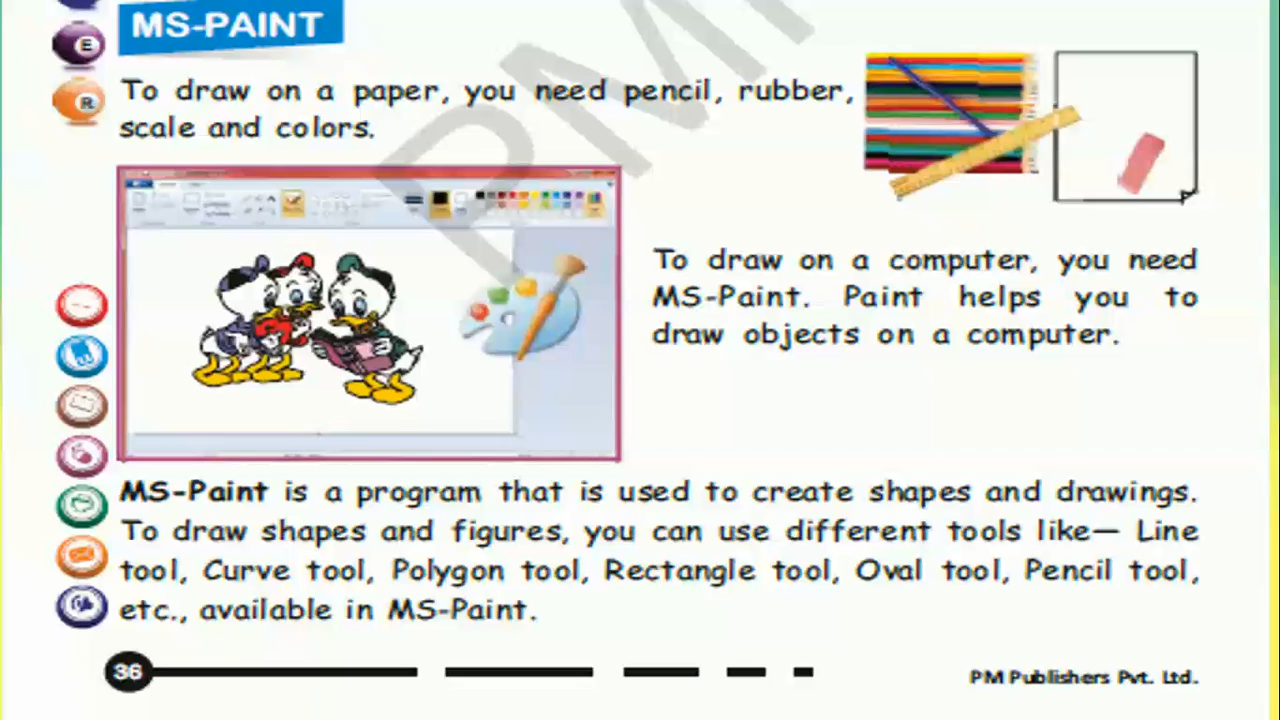 MS-PAINT
E
R
To draw on a paper, you need pencil, rubber,
scale and colors.
To draw on a computer, you need
MS-Paint. Paint helps you to
draw objects on a computer.
MS-Paint is a program that is used to create shapes and drawings.
To draw shapes and figures, you can use different tools like— Line
tool, Curve tool, Polygon tool, Rectangle tool, Oval tool, Pencil tool,
etc., available in MS-Paint.
36
PM Publishers Pvt. Ltd.